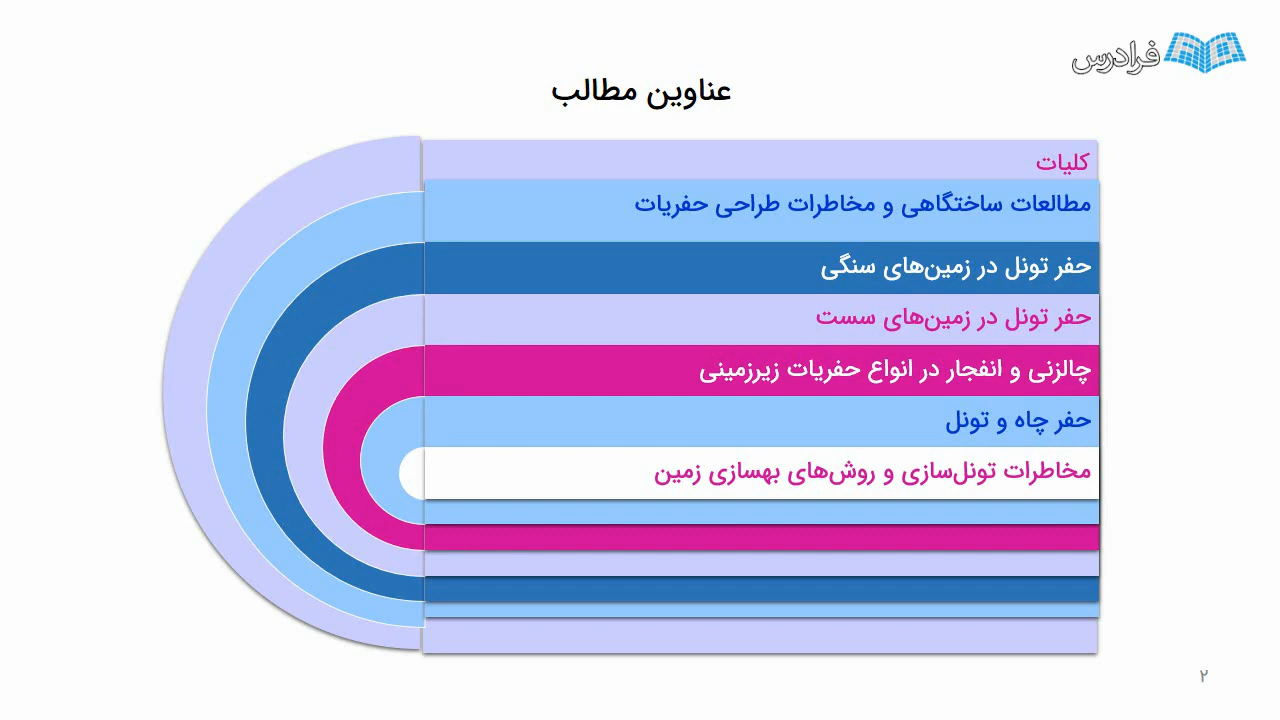 فرادرس
عناوین مطالب
کلیات
مطالعات ساختگاهی و مخاطرات طراحی حفریات
حفر تونل در زمین‌های سنگی
حفر تونل در زمین‌های سست
چالزنی و انفجار در انواع حفریات زیرزمینی
حفر چاه و تونل
مخاطرات تونل‌سازی و روش‌های بهسازی زمین
۲